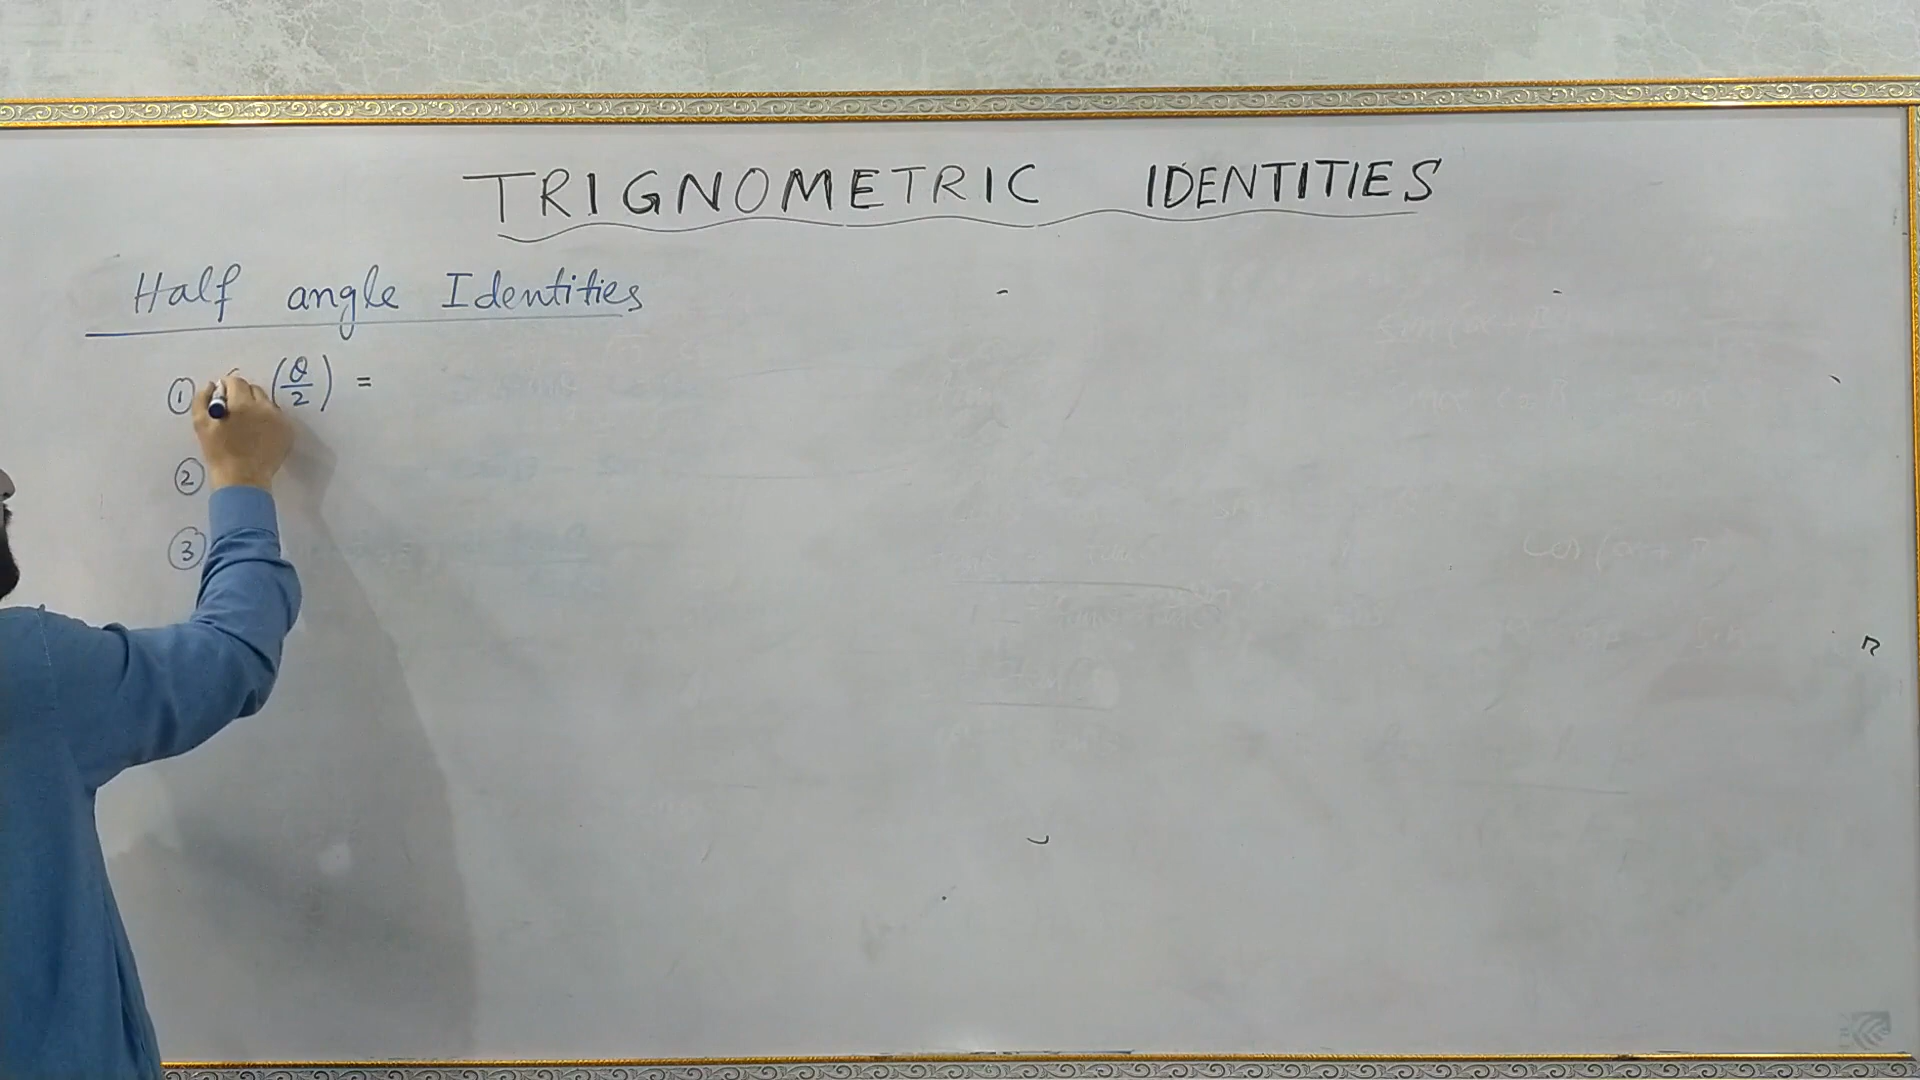 TRIGNOMETRIC IDENTITIES
Half angle Identities
① (θ/2) =
②
③